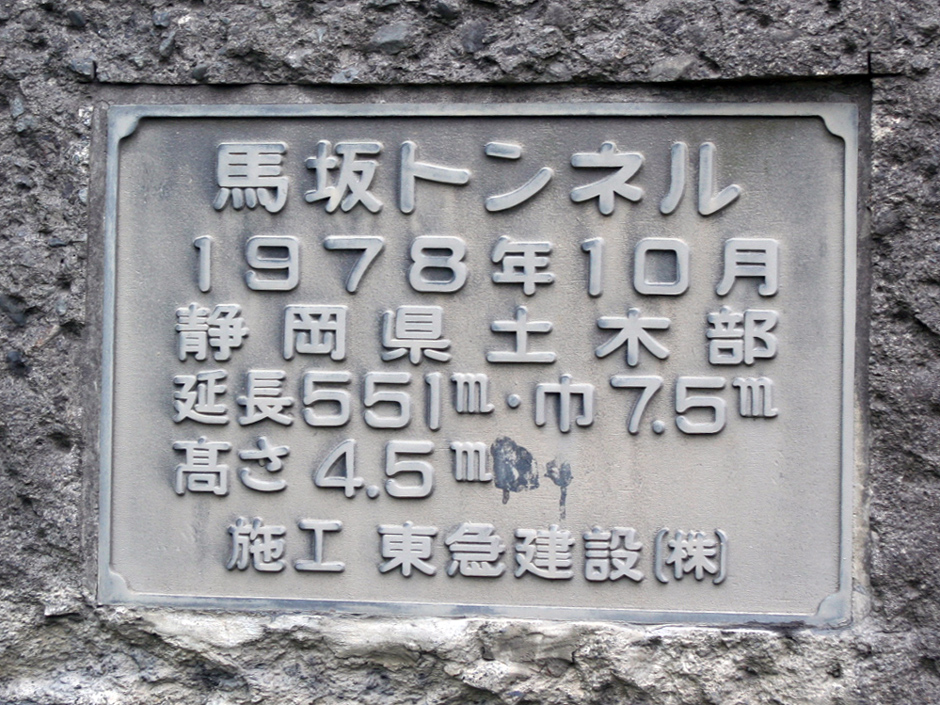 馬坂トンネル
1978年10月
静岡県土木部
延長551m・巾7.5m
髙さ4.5m
施工 東急建設(株)